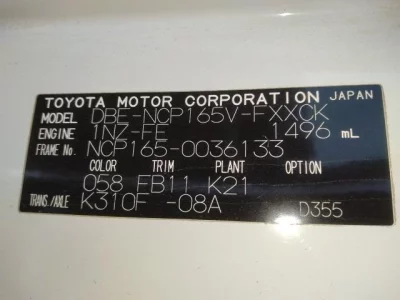 TOYOTA MOTOR CORPORATION JAPAN
MODEL DBE-NCP165V-FXXCK
ENGINE 1NZ-FE 1496 mL
FRAME No. NCP165-0036133
COLOR TRIM PLANT OPTION
058 EB11 K21
TRANS./AXLE K310F -08A D355